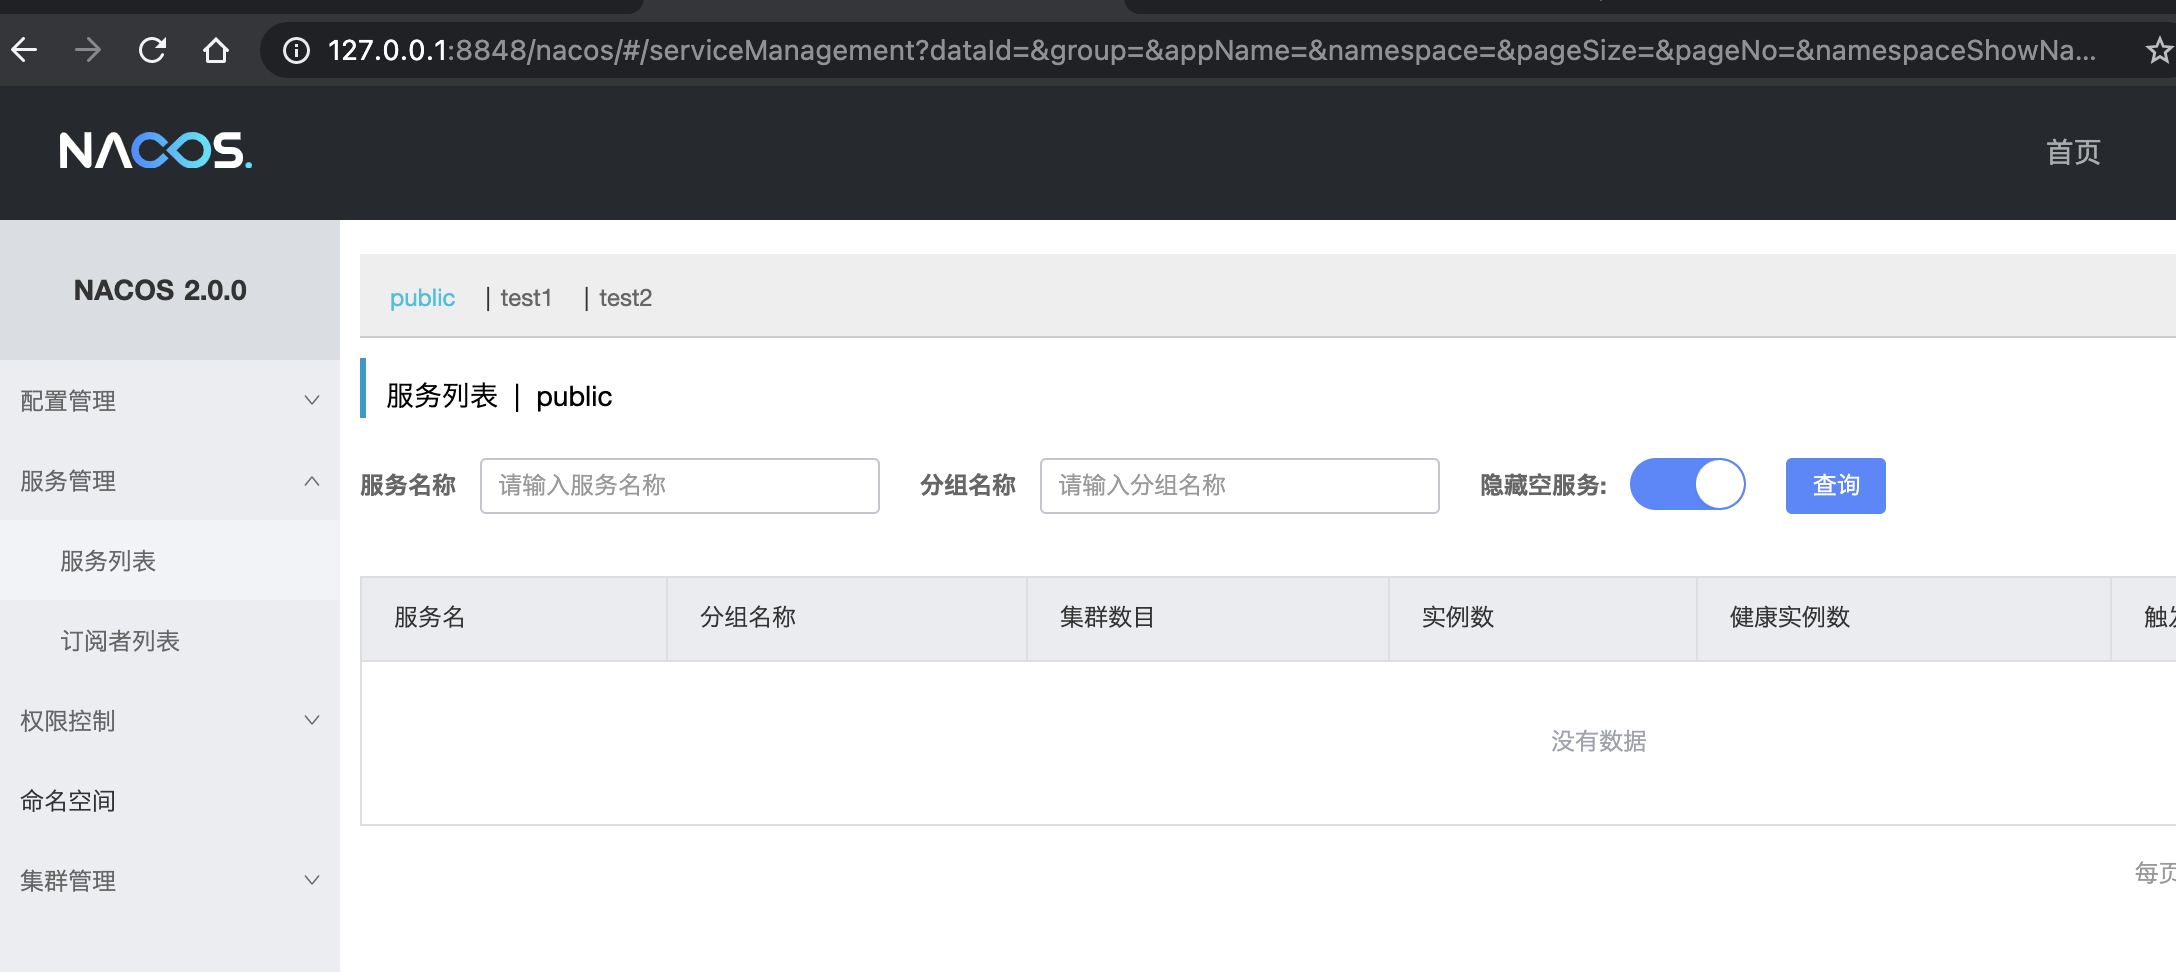 127.0.0.1:8848/nacos/#/serviceManagement?dataId=&group=&appName=&namespace=&pageSize=&pageNo=&namespaceShowNa...
NACOS.
首页
NACOS 2.0.0
public | test1 | test2
配置管理
服务列表 | public
服务管理
服务名称 请输入服务名称 分组名称 请输入分组名称 隐藏空服务: 查询
服务列表
服务名 分组名称 集群数目 实例数 健康实例数 触
订阅者列表
权限控制
没有数据
命名空间
集群管理
每页